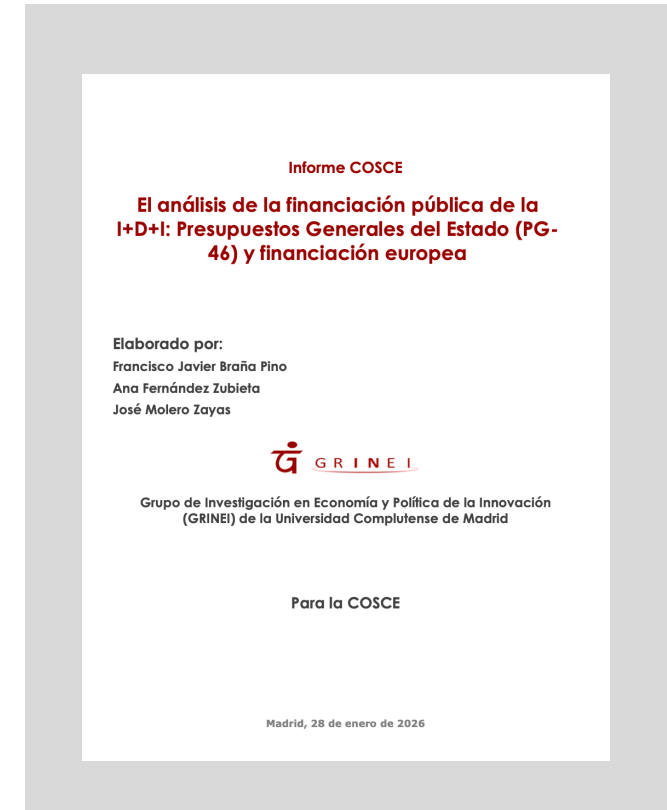 Informe COSCE
El análisis de la financiación pública de la
I+D+I: Presupuestos Generales del Estado (PG-
46) y financiación europea
Elaborado por:
Francisco Javier Braña Pino
Ana Fernández Zubieta
José Molero Zayas
GRINEI
Grupo de Investigación en Economía y Política de la Innovación
(GRINEI) de la Universidad Complutense de Madrid
Para la COSCE
Madrid, 28 de enero de 2026